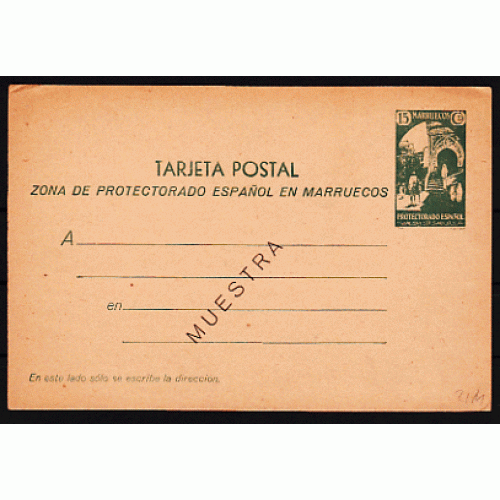 15 MARRUECOS Cs
TARJETA POSTAL
ZONA DE PROTECTORADO ESPAÑOL EN MARRUECOS
PROTECTORADO ESPAÑOL
A
MUESTRA
en
En este lado sólo se escribe la dirección.